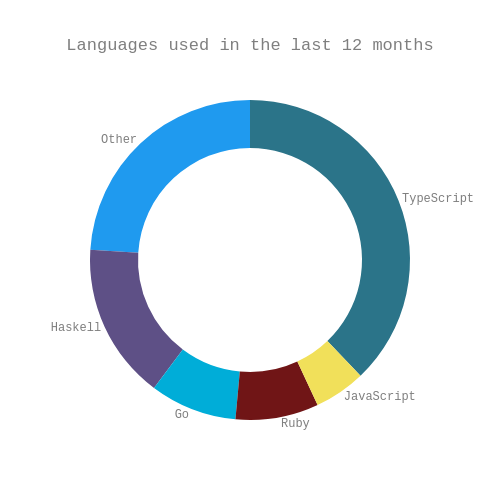 Languages used in the last 12 months
Other
TypeScript
Haskell
JavaScript
Go
Ruby